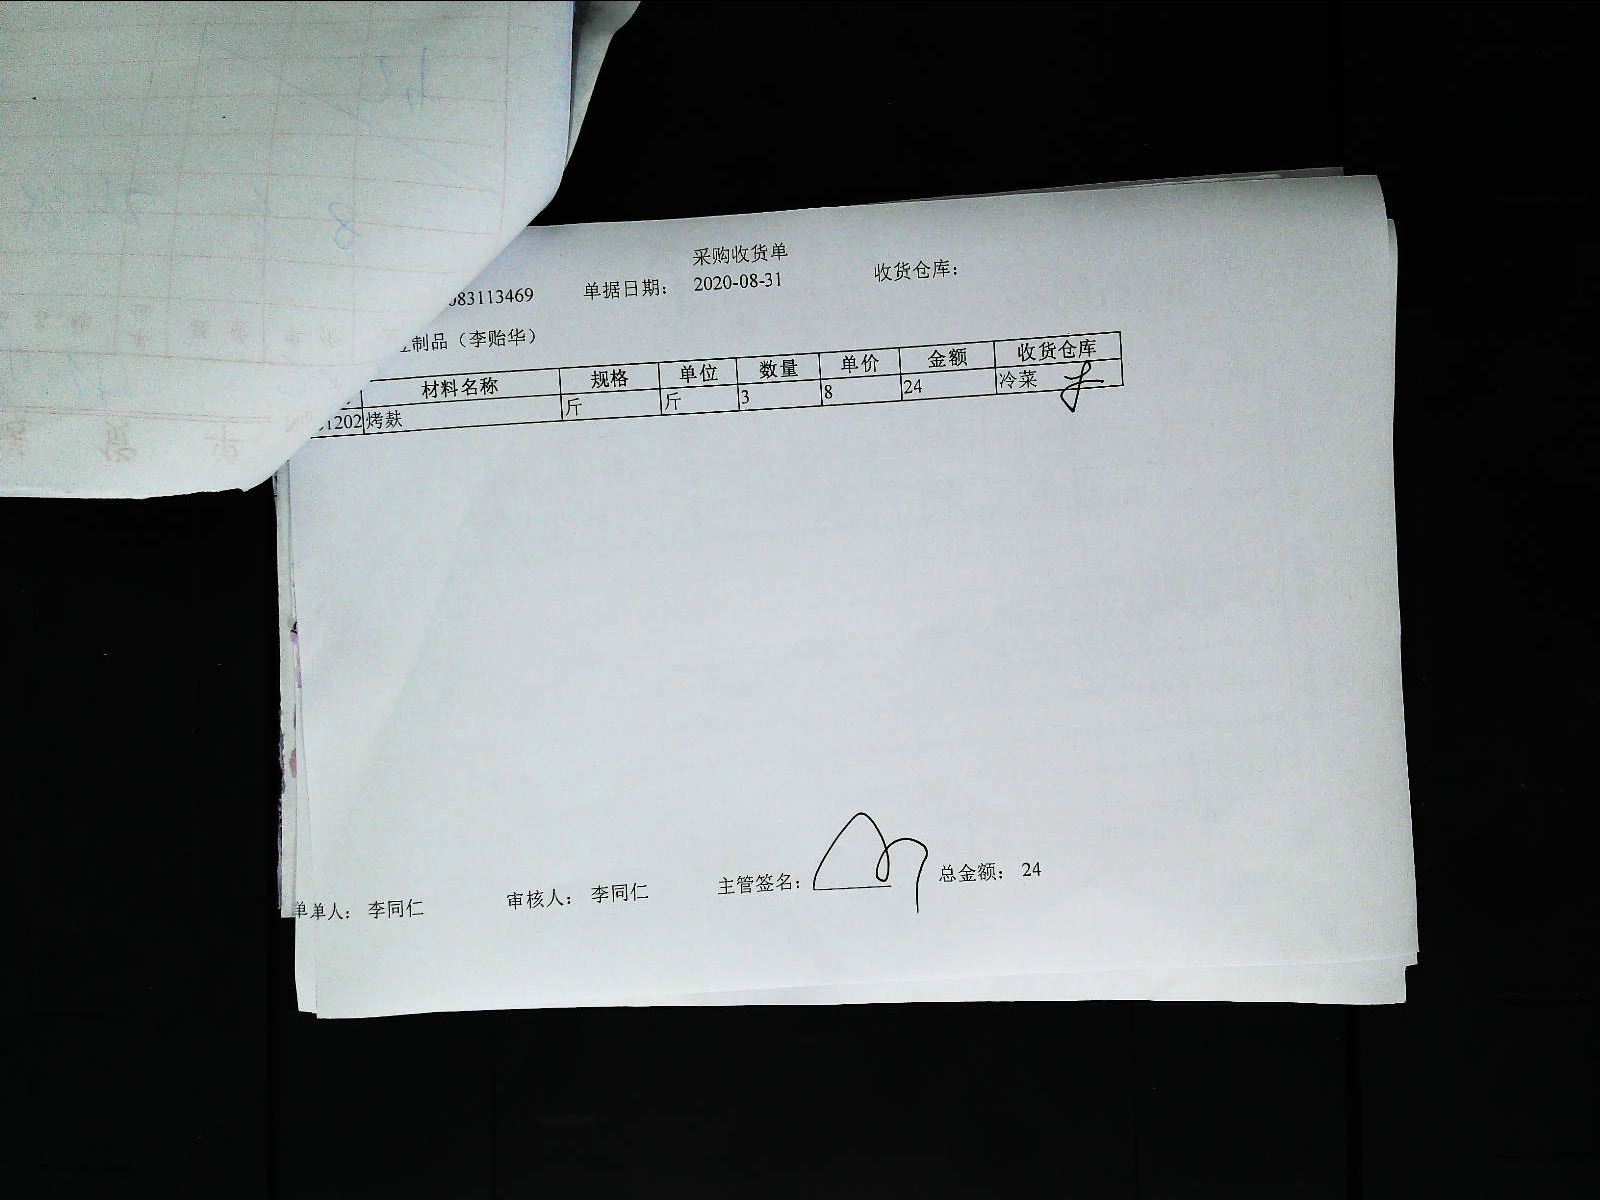 采购收货单
083113469 单据日期： 2020-08-31 收货仓库：
制品（李贻华）
材料名称 规格 单位 数量 单价 金额 收货仓库
1202 烤麸 斤 斤 3 8 24 冷菜
单人： 李同仁 审核人： 李同仁 主管签名： 总金额： 24